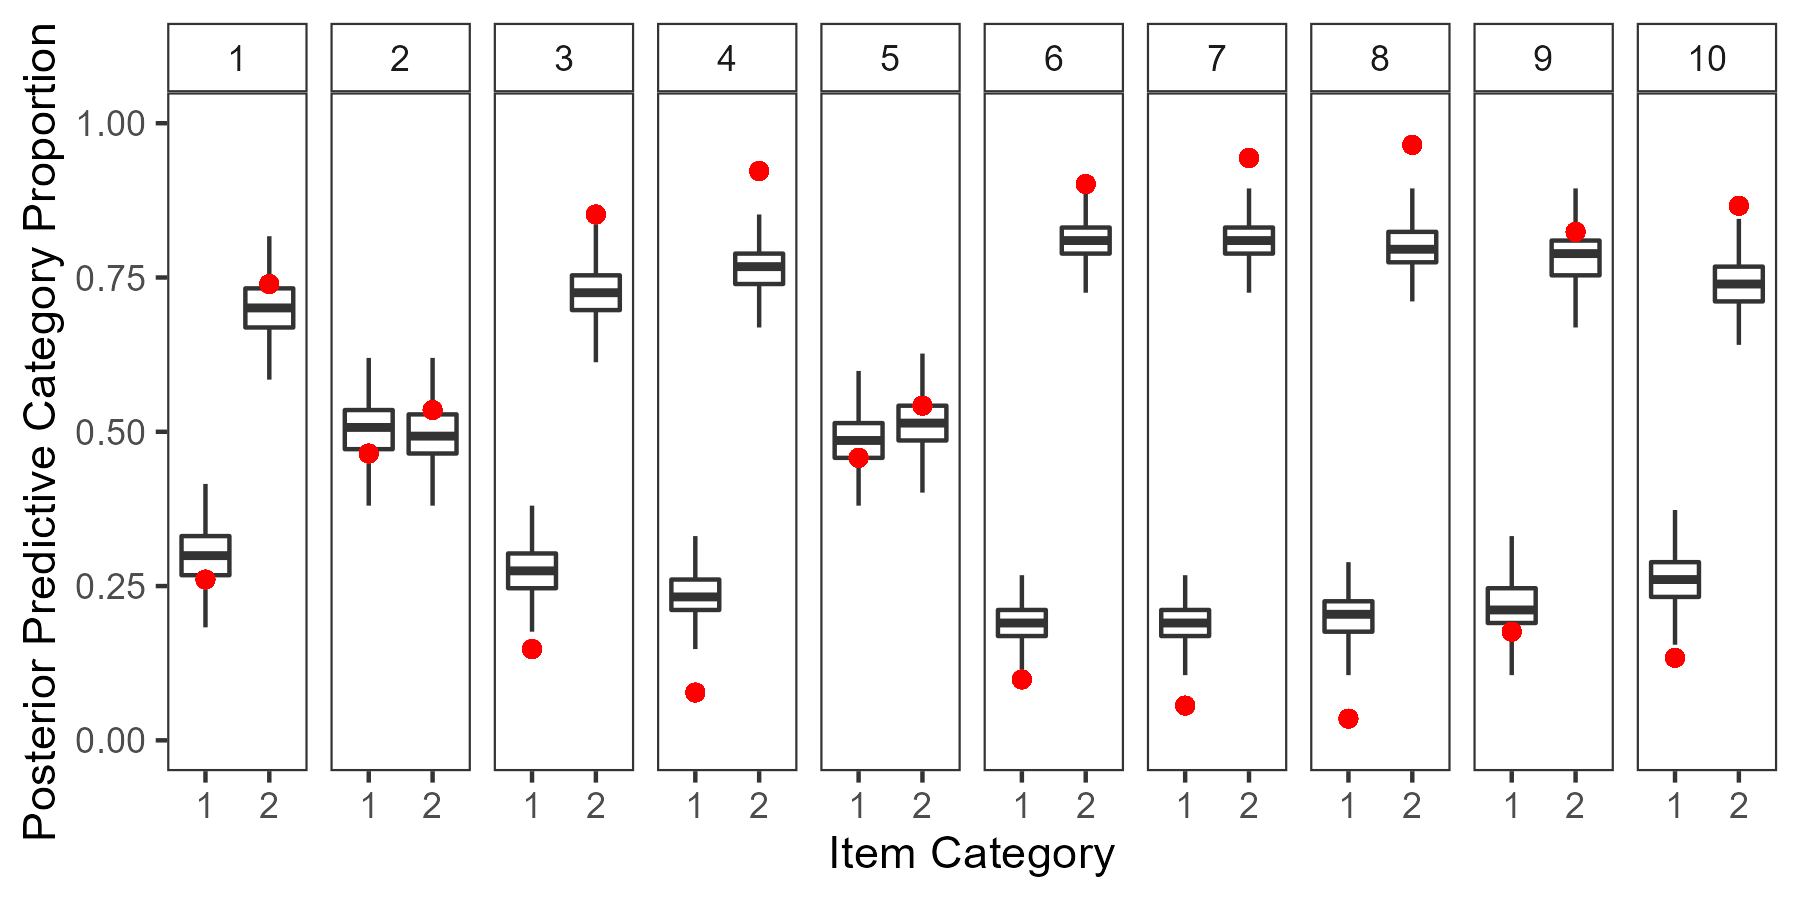 Posterior Predictive Category Proportion
1 2 3 4 5 6 7 8 9 10
1.00
0.75
0.50
0.25
0.00
1 2 1 2 1 2 1 2 1 2 1 2 1 2 1 2 1 2 1 2
Item Category